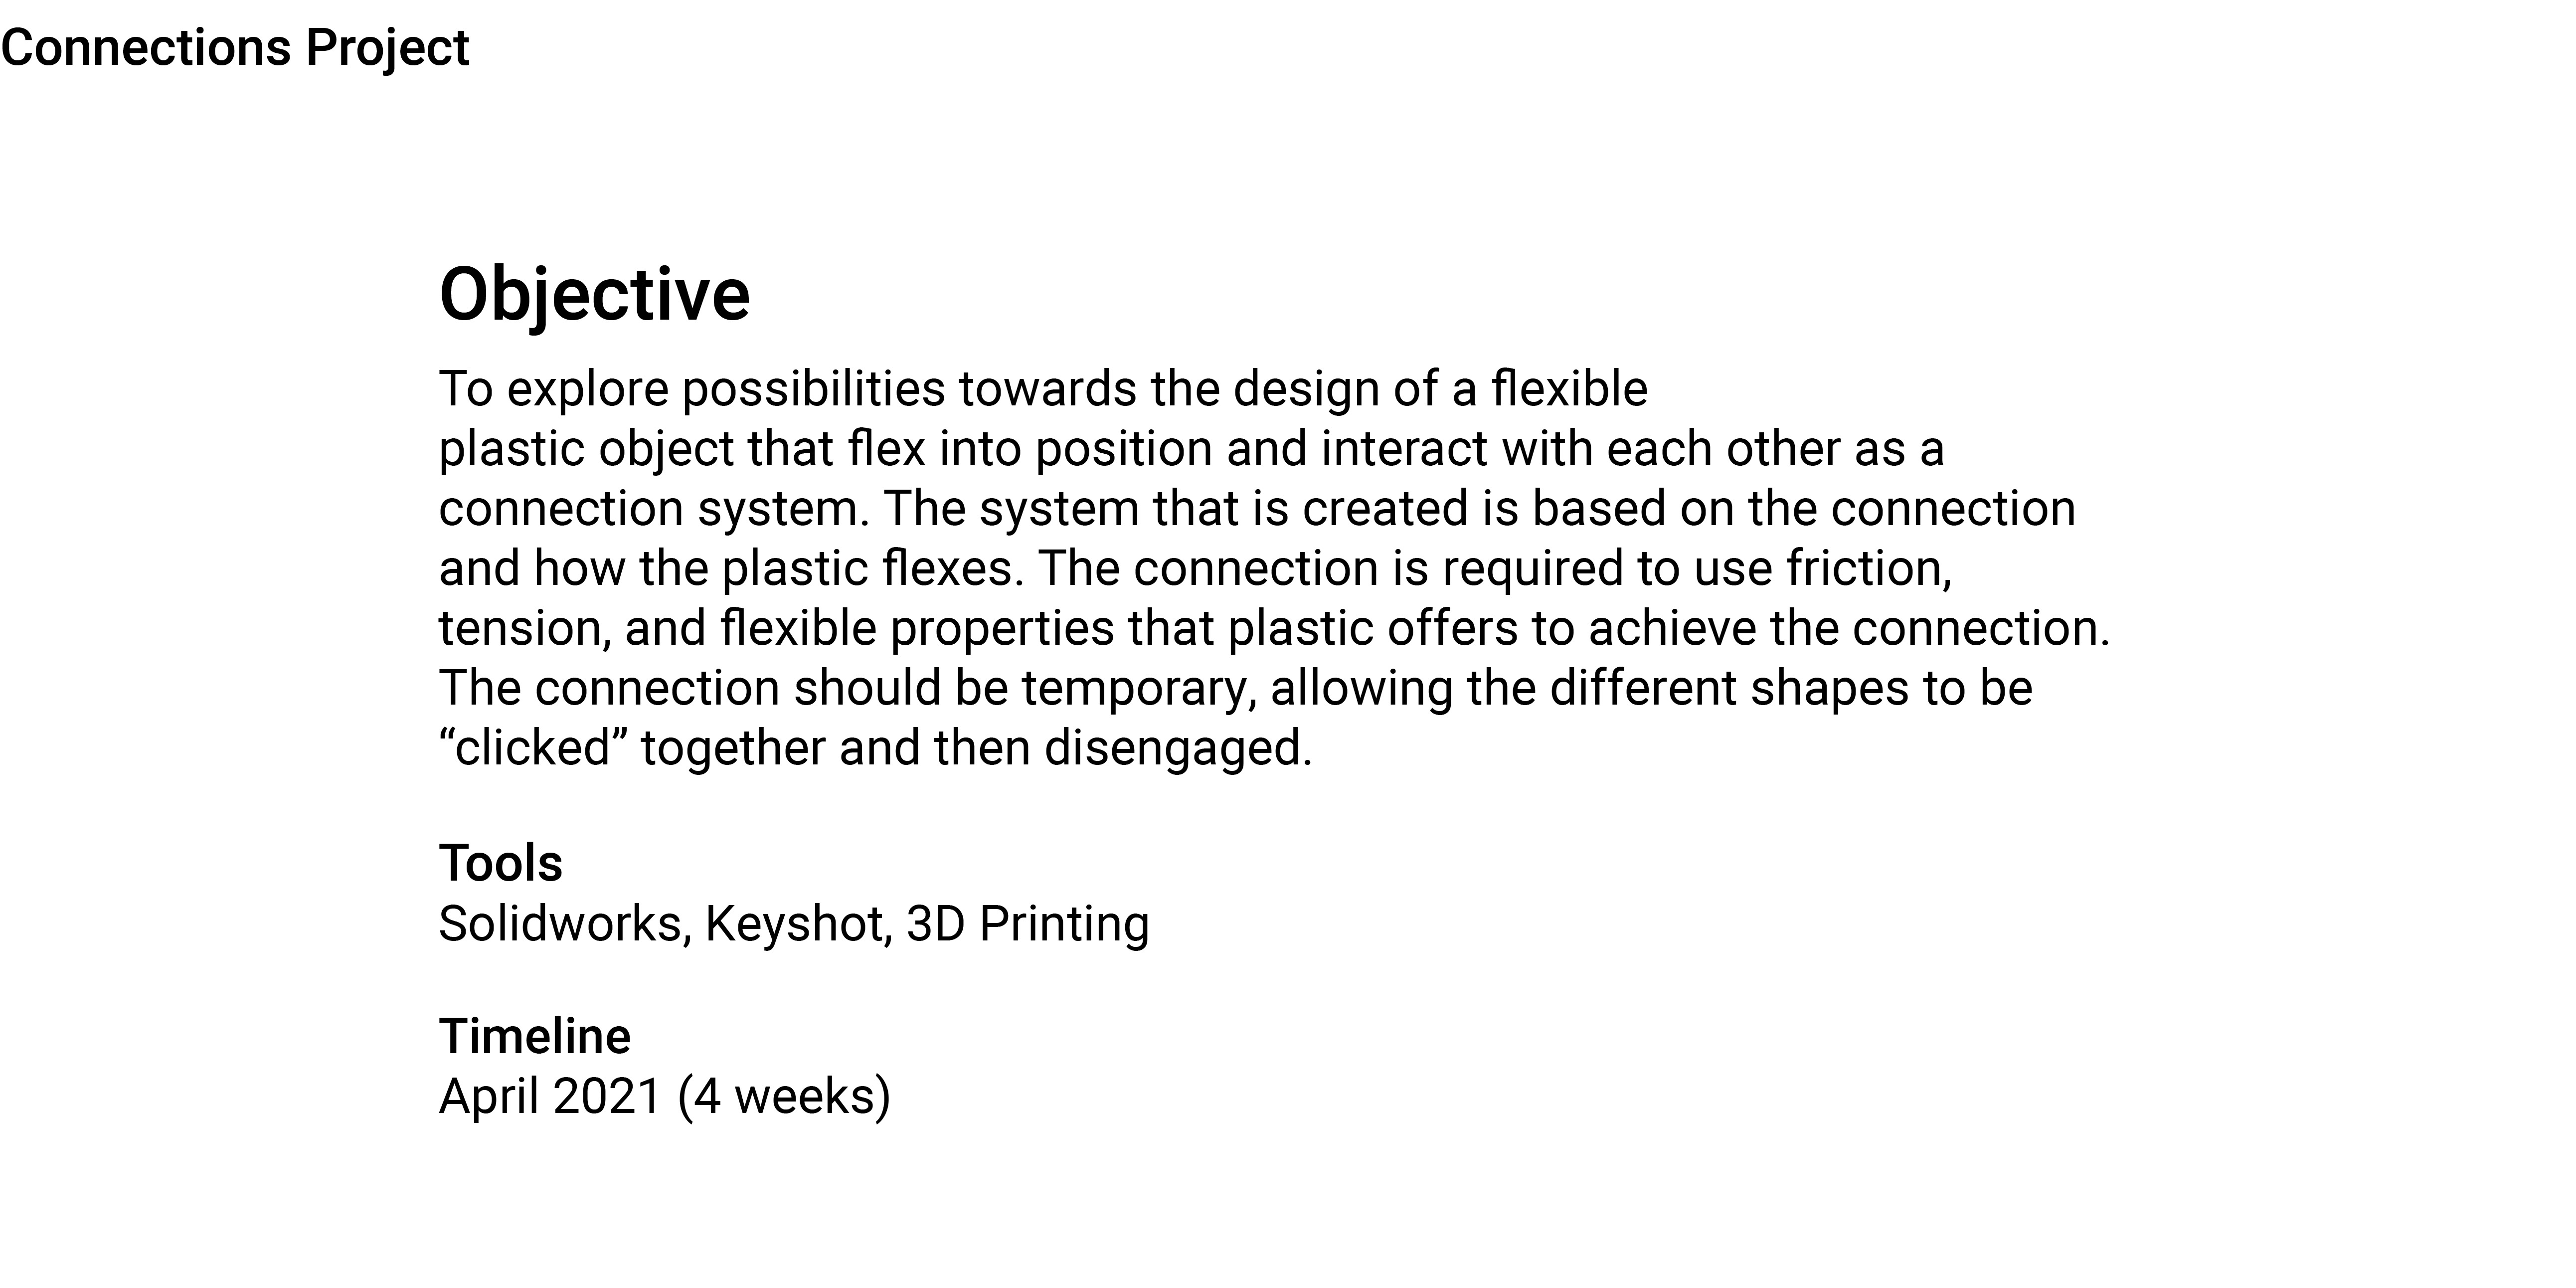 Connections Project
Objective
To explore possibilities towards the design of a flexible
plastic object that flex into position and interact with each other as a
connection system. The system that is created is based on the connection
and how the plastic flexes. The connection is required to use friction,
tension, and flexible properties that plastic offers to achieve the connection.
The connection should be temporary, allowing the different shapes to be
“clicked” together and then disengaged.
Tools
Solidworks, Keyshot, 3D Printing
Timeline
April 2021 (4 weeks)